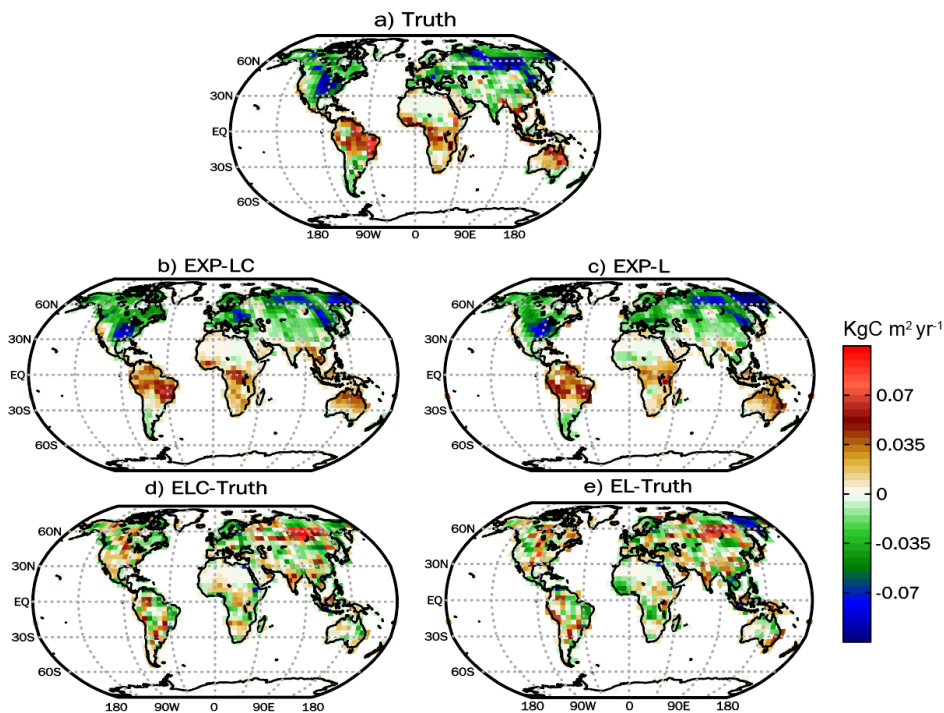 a) Truth
60N
30N
EQ
30S
60S
180 90W 0 90E 180
b) EXP-LC
60N
30N
EQ
30S
60S
c) EXP-L
60N
30N
EQ
30S
60S
KgC m² yr⁻¹
0.07
0.035
0
-0.035
-0.07
d) ELC-Truth
60N
30N
EQ
30S
60S
180 90W 0 90E 180
e) EL-Truth
60N
30N
EQ
30S
60S
180 90W 0 90E 180